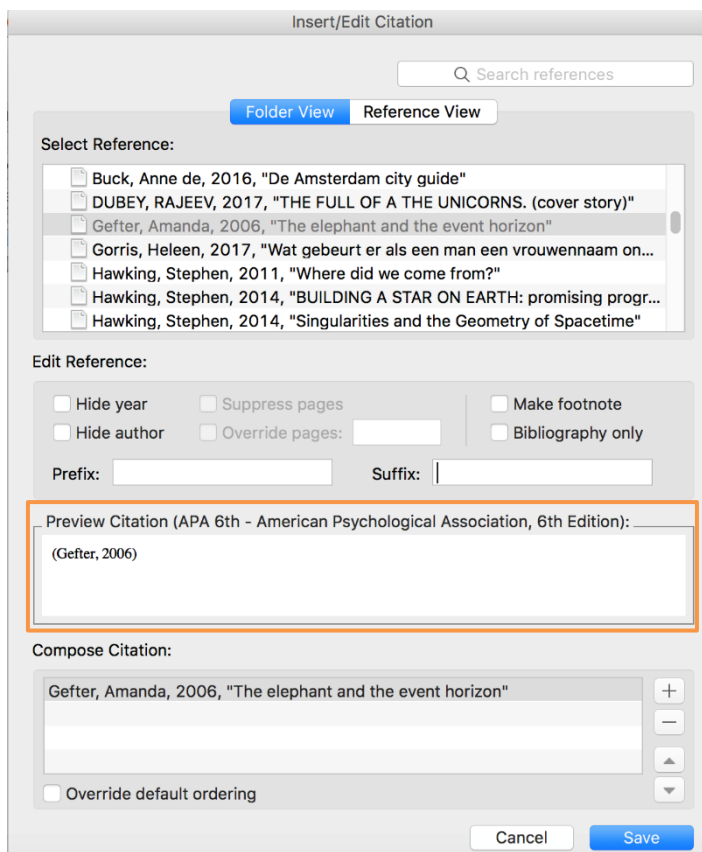 Insert/Edit Citation
Search references
Folder View Reference View
Select Reference:
Buck, Anne de, 2016, "De Amsterdam city guide"
DUBEY, RAJEEV, 2017, "THE FULL OF A THE UNICORNS. (cover story)"
Gefter, Amanda, 2006, "The elephant and the event horizon"
Gorris, Heleen, 2017, "Wat gebeurt er als een man een vrouwennaam on...
Hawking, Stephen, 2011, "Where did we come from?"
Hawking, Stephen, 2014, "BUILDING A STAR ON EARTH: promising progr...
Hawking, Stephen, 2014, "Singularities and the Geometry of Spacetime"
Edit Reference:
Hide year Suppress pages Make footnote
Hide author Override pages: Bibliography only
Prefix: Suffix:
Preview Citation (APA 6th - American Psychological Association, 6th Edition):
(Gefter, 2006)
Compose Citation:
Gefter, Amanda, 2006, "The elephant and the event horizon"
Override default ordering
Cancel Save